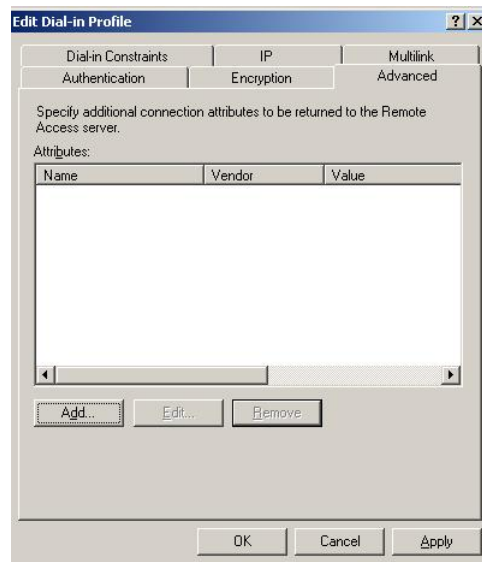 Edit Dial-in Profile
Dial-in Constraints IP Multilink
Authentication Encryption Advanced
Specify additional connection attributes to be returned to the Remote
Access server.
Attributes:
Name Vendor Value
Add... Edit... Remove
OK Cancel Apply